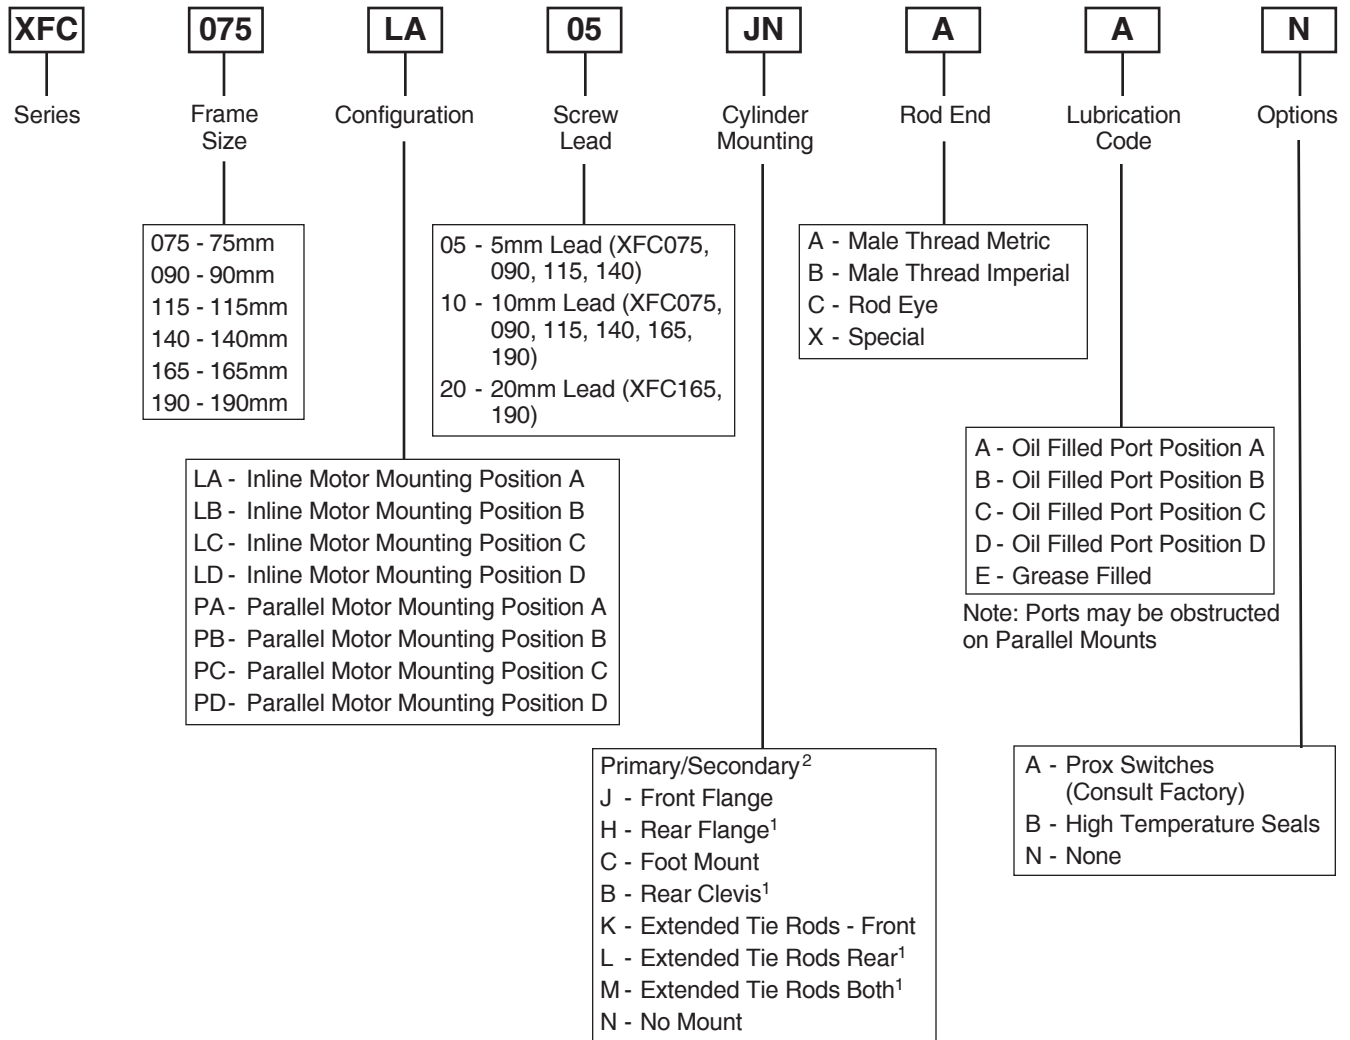 XFC 075 LA 05 JN A A N
Series
Frame
Size
Configuration
Screw
Lead
Cylinder
Mounting
Rod End
Lubrication
Code
Options
075 - 75mm
090 - 90mm
115 - 115mm
140 - 140mm
165 - 165mm
190 - 190mm
05 - 5mm Lead (XFC075,
090, 115, 140)
10 - 10mm Lead (XFC075,
090, 115, 140, 165,
190)
20 - 20mm Lead (XFC165,
190)
A - Male Thread Metric
B - Male Thread Imperial
C - Rod Eye
X - Special
A - Oil Filled Port Position A
B - Oil Filled Port Position B
C - Oil Filled Port Position C
D - Oil Filled Port Position D
E - Grease Filled
Note: Ports may be obstructed
on Parallel Mounts
LA - Inline Motor Mounting Position A
LB - Inline Motor Mounting Position B
LC - Inline Motor Mounting Position C
LD - Inline Motor Mounting Position D
PA - Parallel Motor Mounting Position A
PB - Parallel Motor Mounting Position B
PC- Parallel Motor Mounting Position C
PD- Parallel Motor Mounting Position D
Primary/Secondary²
J - Front Flange
H - Rear Flange¹
C - Foot Mount
B - Rear Clevis¹
K - Extended Tie Rods - Front
L - Extended Tie Rods Rear¹
M - Extended Tie Rods Both¹
N - No Mount
A - Prox Switches
(Consult Factory)
B - High Temperature Seals
N - None